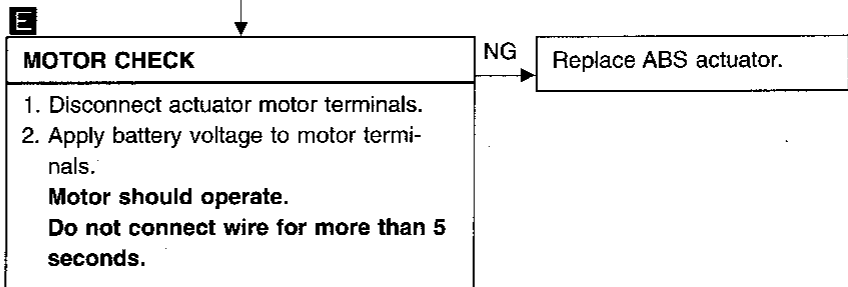 E
MOTOR CHECK
NG
Replace ABS actuator.
1. Disconnect actuator motor terminals.
2. Apply battery voltage to motor termi-
nals.
Motor should operate.
Do not connect wire for more than 5
seconds.